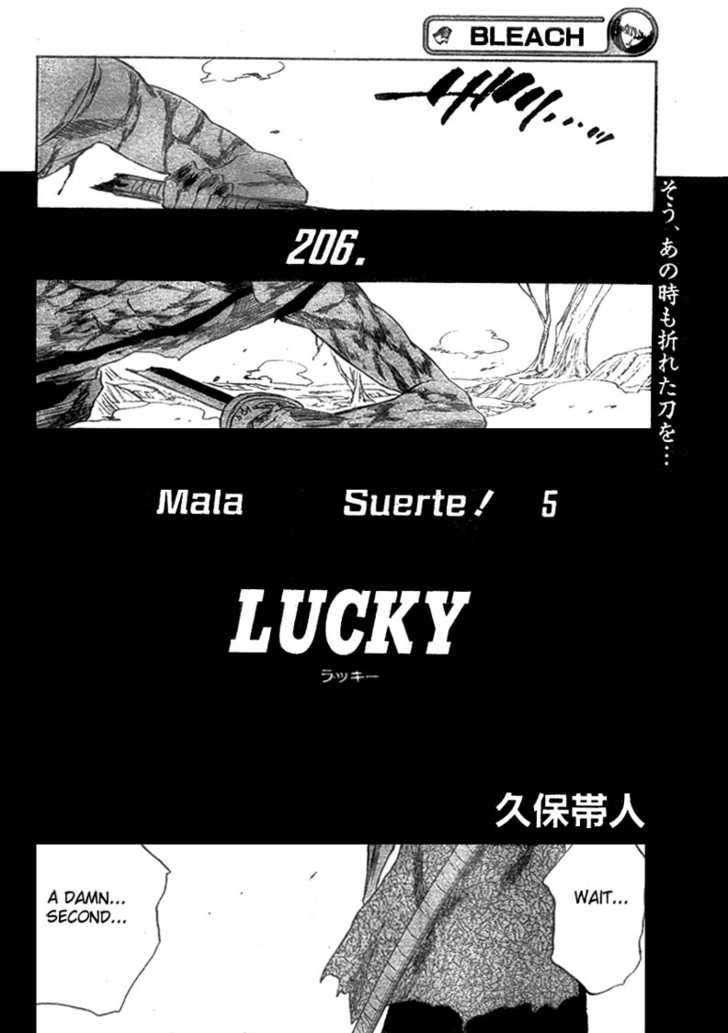 BLEACH
そう、あの時も折れた刀を…
206.
Mala Suerte! 5
LUCKY
ラッキー
久保帯人
WAIT...
A DAMN...
SECOND...